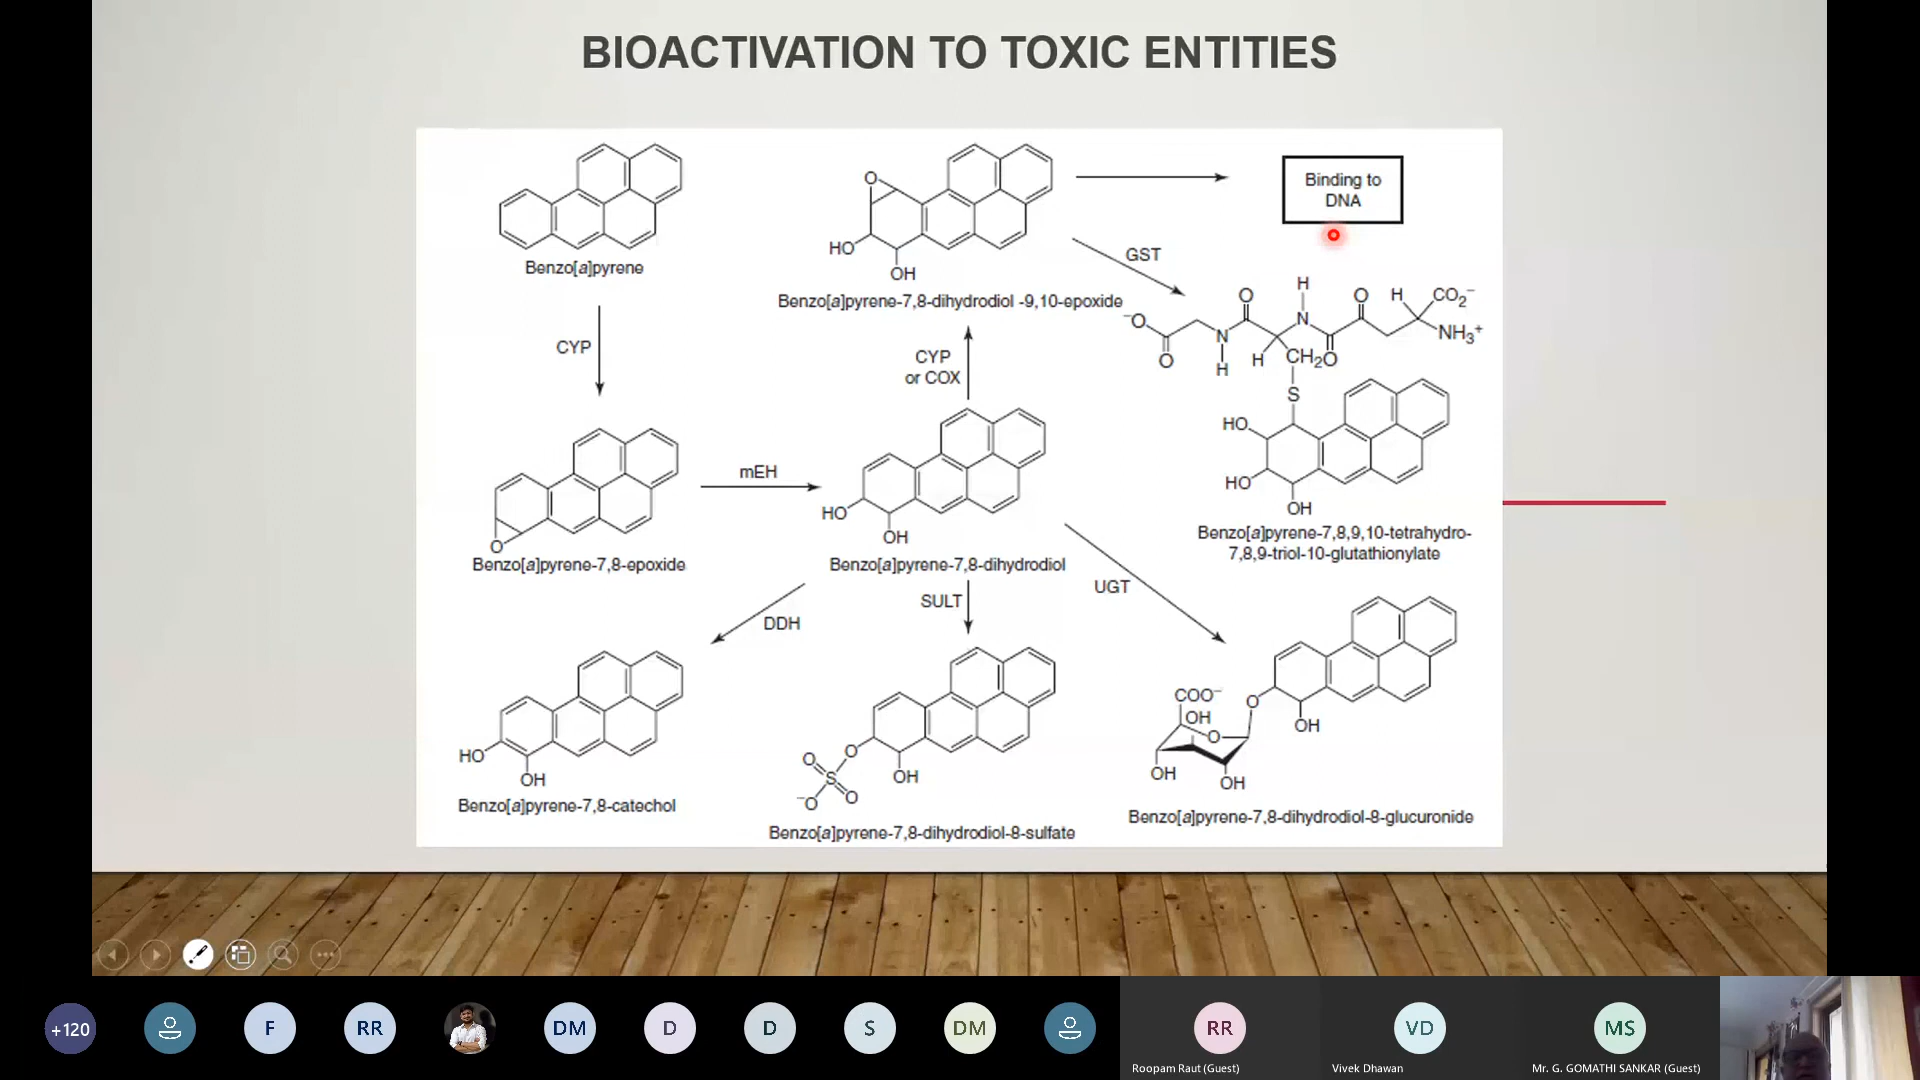 BIOACTIVATION TO TOXIC ENTITIES
O
HO
OH
Binding to
DNA
Benzo[a]pyrene
Benzo[a]pyrene-7,8-dihydrodiol -9,10-epoxide
GST
CYP
CYP
or COX
⁻O
O
N
H
O
H
CH₂
S
H
N
O
O
H
CO₂⁻
NH₃⁺
HO
HO
OH
Benzo[a]pyrene-7,8,9,10-tetrahydro-
7,8,9-triol-10-glutathionylate
mEH
O
HO
OH
Benzo[a]pyrene-7,8-epoxide
Benzo[a]pyrene-7,8-dihydrodiol
DDH
SULT
UGT
HO
OH
O
S
O
⁻O
O
OH
COO⁻
OH
O
O
OH
OH
OH
Benzo[a]pyrene-7,8-catechol
Benzo[a]pyrene-7,8-dihydrodiol-8-sulfate
Benzo[a]pyrene-7,8-dihydrodiol-8-glucuronide
+120
F
RR
DM
D
D
S
DM
RR
VD
MS
Roopam Raut (Guest)
Vivek Dhawan
Mr. G. GOMATHI SANKAR (Guest)